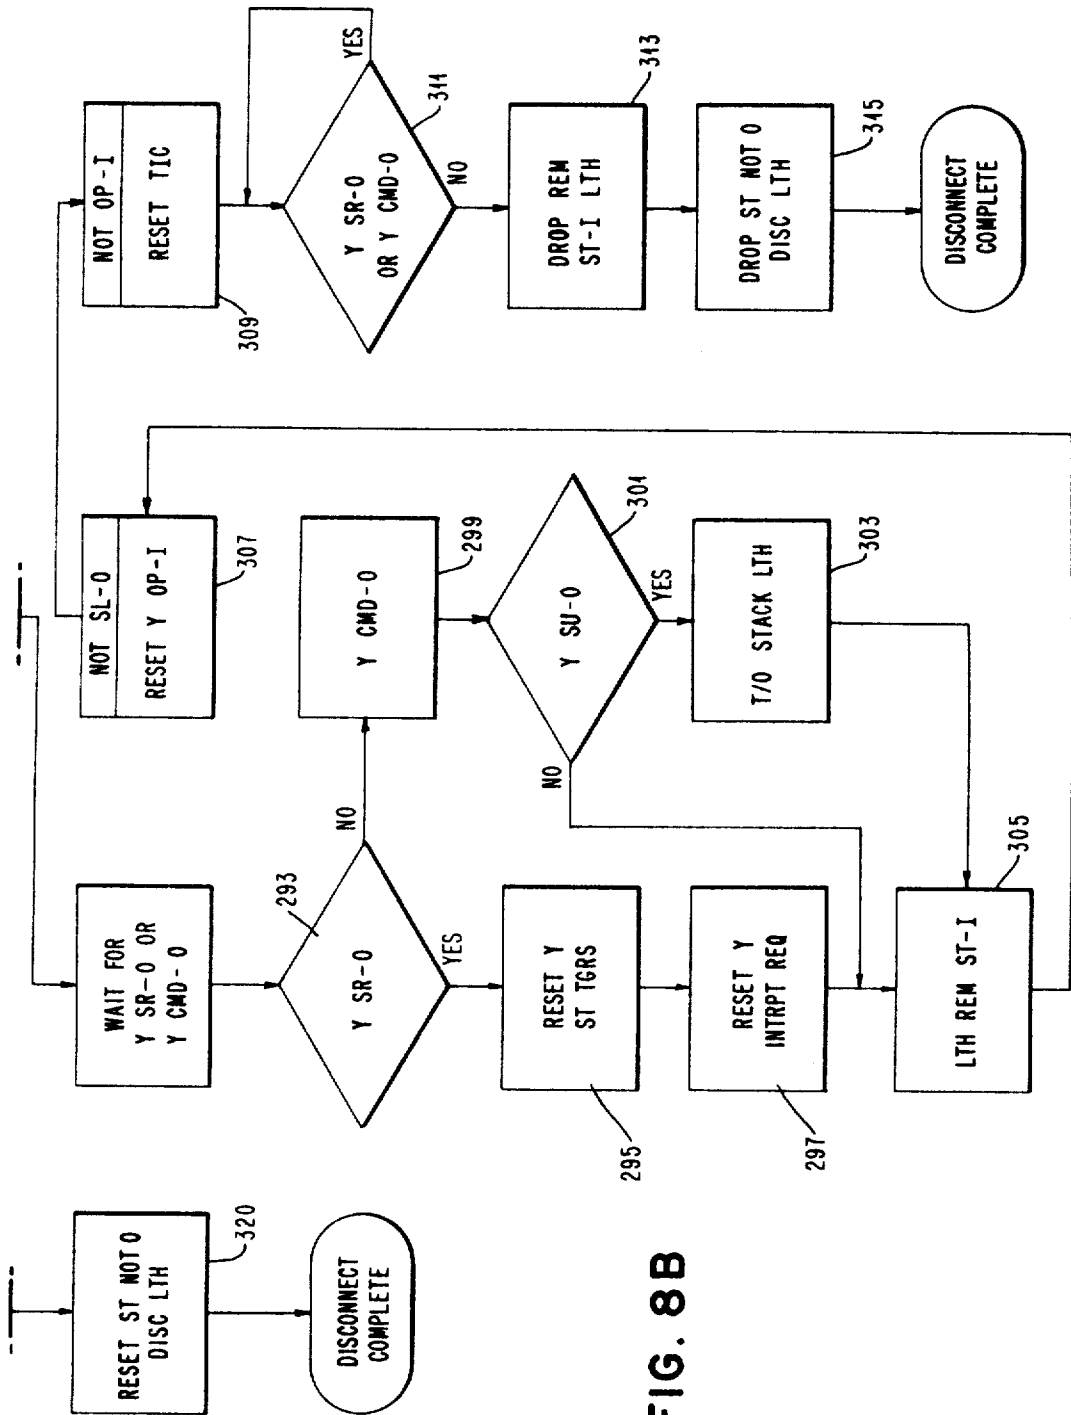 RESET ST NOT 0
DISC LTH
320
DISCONNECT
COMPLETE
WAIT FOR
Y SR-0 OR
Y CMD-0
293
Y SR-0
NO
YES
RESET Y
ST TGRS
295
RESET Y
INTRPT REQ
297
LTH REM ST-I
305
NOT SL-0
RESET Y OP-I
307
Y CMD-0
299
Y SU-0
301
NO
YES
T/O STACK LTH
303
NOT OP-I
RESET TIC
309
Y SR-0
OR Y CMD-0
311
YES
NO
DROP REM
ST-I LTH
313
DROP ST NOT 0
DISC LTH
315
DISCONNECT
COMPLETE
FIG. 8B